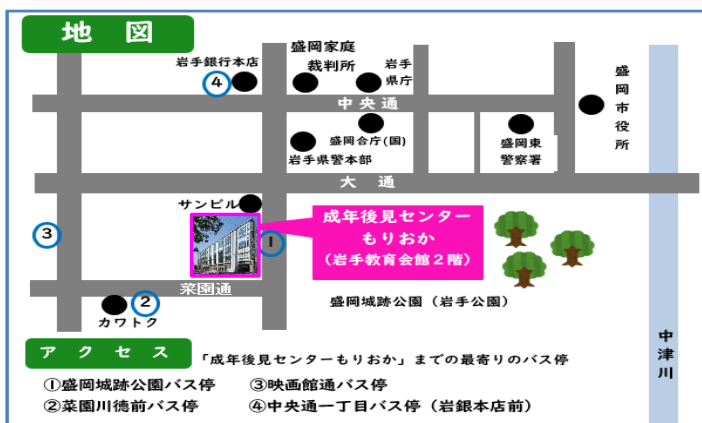 地　図
岩手銀行本店
④
盛岡家庭
裁判所
岩手
県庁
盛岡市役所
中央通
盛岡合庁(国)
岩手県警本部
盛岡東
警察署
大　通
サンビル
③
①
成年後見センター
もりおか
（岩手教育会館２階）
菜園通
②
カワトク
盛岡城跡公園（岩手公園）
中津川
アクセス
「成年後見センターもりおか」までの最寄りのバス停
①盛岡城跡公園バス停
③映画館通バス停
②菜園川徳前バス停
④中央通一丁目バス停（岩銀本店前）